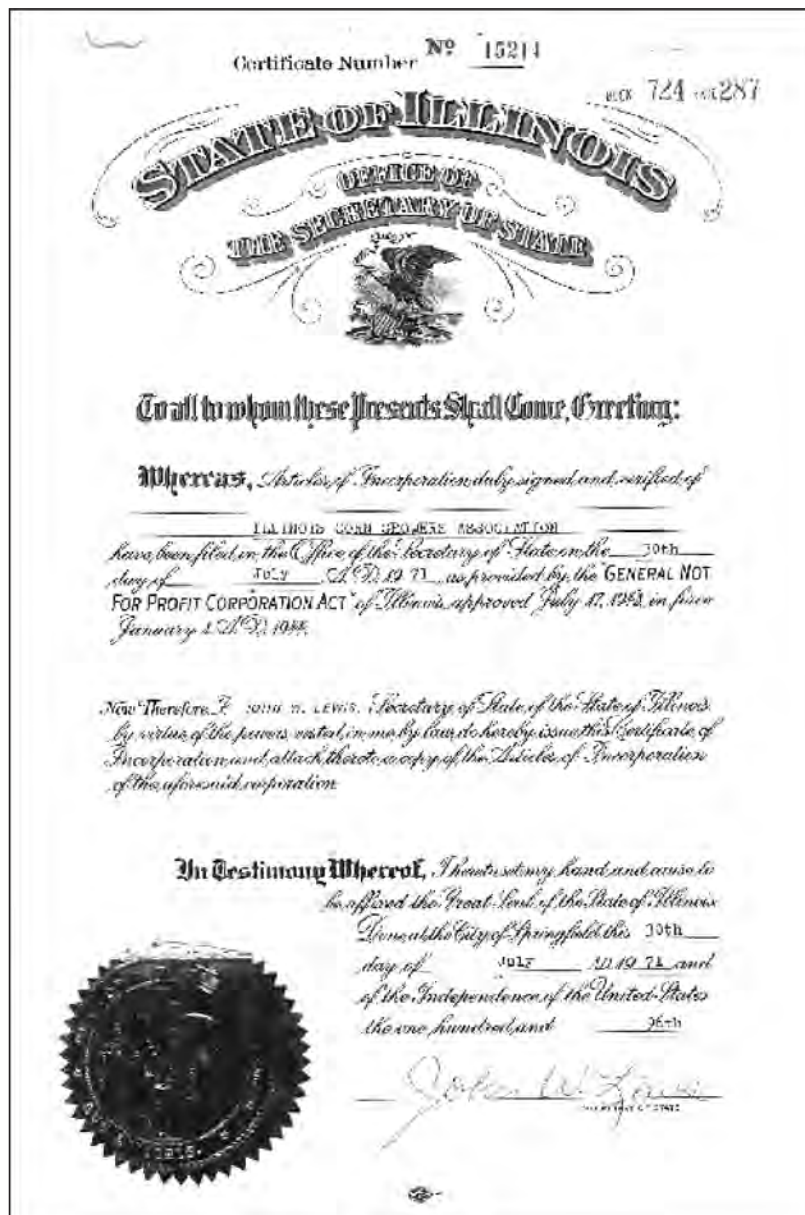 Certificate Number Nº 15214
BOOK 724 PAGE 287
STATE OF ILLINOIS
OFFICE OF
THE SECRETARY OF STATE
To all to whom these Presents Shall Come, Greeting:
Whereas, Articles of Incorporation duly signed and verified of
ILLINOIS CORN GROWERS ASSOCIATION
have been filed in the Office of the Secretary of State on the 30th
day of July A.D. 19 71 as provided by the "GENERAL NOT
FOR PROFIT CORPORATION ACT" of Illinois, approved July 17, 1943, in force
January 1, A.D. 1944.
Now Therefore, I, JOHN W. LEWIS, Secretary of State of the State of Illinois
by virtue of the powers vested in me by law, do hereby issue this Certificate of
Incorporation and attach thereto a copy of the Articles of Incorporation
of the aforesaid corporation.
In Testimony Whereof, I hereto set my hand and cause to
be affixed the Great Seal of the State of Illinois
Done at the City of Springfield this 30th
day of July A.D. 19 71 and
of the Independence of the United States
the one hundred and 96th
John W. Lewis
SECRETARY OF STATE